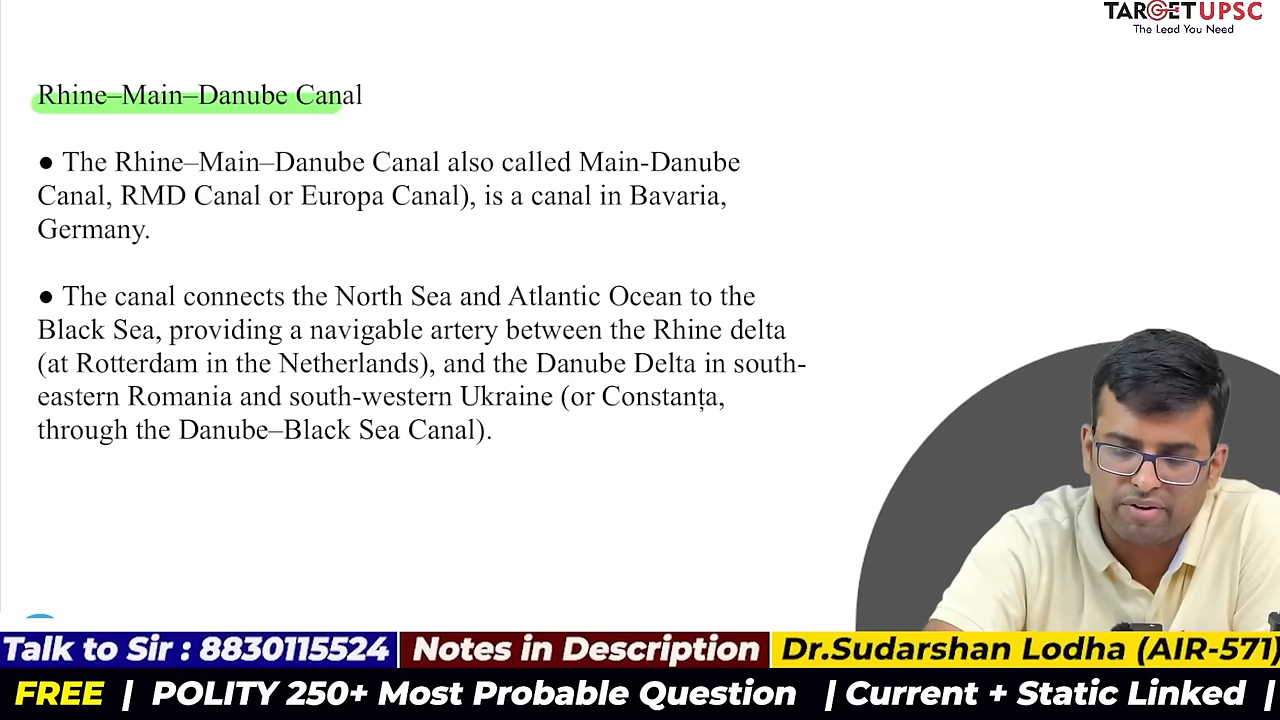 TARGETUPSC
The Lead You Need
Rhine–Main–Danube Canal
● The Rhine–Main–Danube Canal also called Main-Danube
Canal, RMD Canal or Europa Canal), is a canal in Bavaria,
Germany.
● The canal connects the North Sea and Atlantic Ocean to the
Black Sea, providing a navigable artery between the Rhine delta
(at Rotterdam in the Netherlands), and the Danube Delta in south-
eastern Romania and south-western Ukraine (or Constanța,
through the Danube–Black Sea Canal).
Talk to Sir : 8830115524 Notes in Description Dr.Sudarshan Lodha (AIR-571)
FREE | POLITY 250+ Most Probable Question | Current + Static Linked |